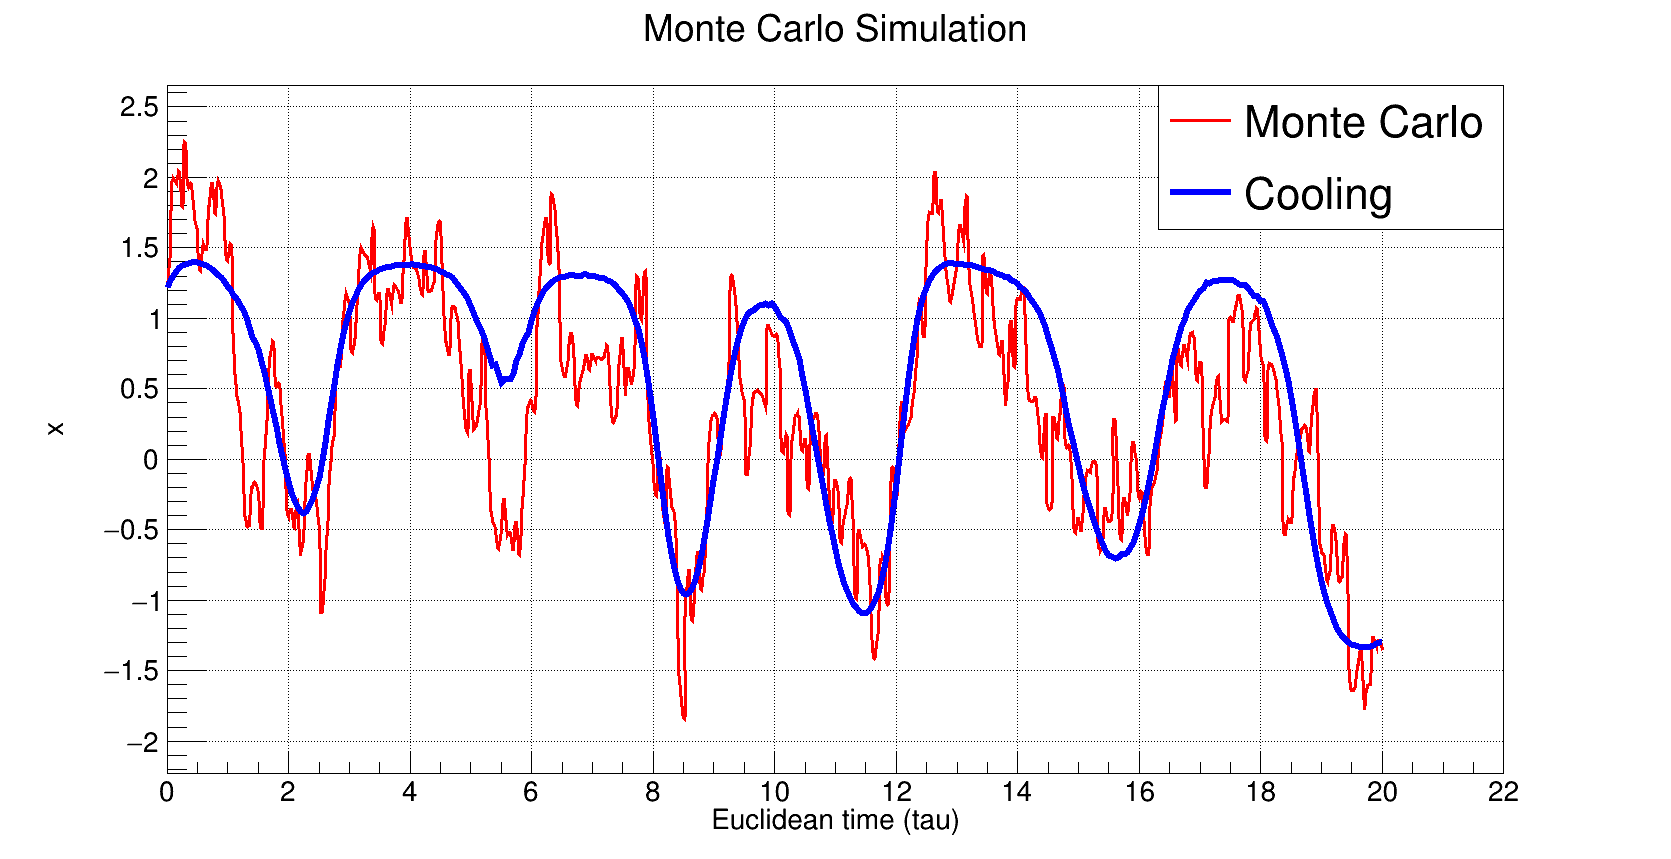 Monte Carlo Simulation
Monte Carlo
Cooling
2.5
2
1.5
1
0.5
0
−0.5
−1
−1.5
−2
x
0 2 4 6 8 10 12 14 16 18 20 22
Euclidean time (tau)